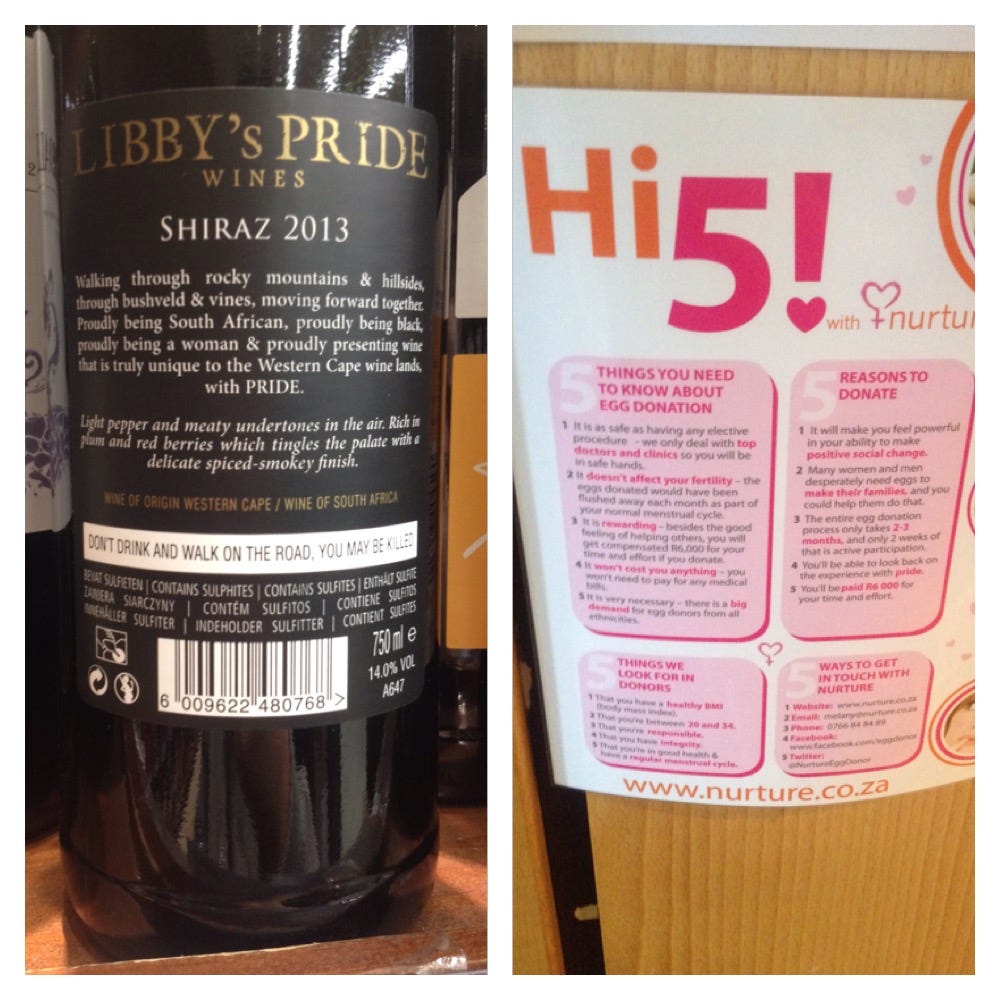 LIBBY's PRIDE
WINES
SHIRAZ 2013
Walking through rocky mountains & hillsides,
through bushveld & vines, moving forward together.
Proudly being South African, proudly being black,
proudly being a woman & proudly presenting wine
that is truly unique to the Western Cape wine lands,
with PRIDE.
Light pepper and meaty undertones in the air. Rich in
plum and red berries which tingles the palate with a
delicate spiced-smokey finish.
WINE OF ORIGIN WESTERN CAPE / WINE OF SOUTH AFRICA
DON'T DRINK AND WALK ON THE ROAD, YOU MAY BE KILLED
BEVAT SULFIETEN | CONTAINS SULPHITES | CONTAINS SULFITES | ENTHÄLT SULFITE
ZAWIERA SIARCZYNY | CONTÉM SULFITOS | CONTIENE SULFITOS
INNEHÅLLER SULFITER | INDEHOLDER SULFITTER | CONTIENT SULFITES
750 ml e
14.0% VOL
A647
6 009622 480768 >
Hi 5!
with nurtu
5 THINGS YOU NEED
TO KNOW ABOUT
EGG DONATION
1 It is as safe as having any elective
procedure - we only deal with top
doctors and clinics so you will be
in safe hands.
2 It doesn't affect your fertility – the
eggs donated would have been
flushed away each month as part of
your normal menstrual cycle.
3 It is rewarding – besides the good
feeling of helping others, you will
get compensated R6,000 for your
time and effort if you donate.
4 It won't cost you anything – you
won't need to pay for any medical
bills.
5 It is very necessary – there is a big
demand for egg donors from all
ethnicities.
5 REASONS TO
DONATE
1 It will make you feel powerful
in your ability to make
positive social change.
2 Many women and men
desperately need eggs to
make their families, and you
could help them do that.
3 The entire egg donation
process only takes 2-3
months, and only 2 weeks of
that is active participation.
4 You'll be able to look back on
the experience with pride.
5 You'll be paid R6 000 for
your time and effort.
5 THINGS WE
LOOK FOR IN
DONORS
1 That you have a healthy BMI
(body mass index).
2 That you're between 20 and 34.
3 That you're responsible.
4 That you have integrity.
5 That you're in good health &
have a regular menstrual cycle.
5 WAYS TO GET
IN TOUCH WITH
NURTURE
1 Website: www.nurture.co.za
2 Email: melany@nurture.co.za
3 Phone: 0766 84 84 89
4 Facebook:
www.facebook.com/eggdonor
5 Twitter:
@NurtureEggDonor
www.nurture.co.za